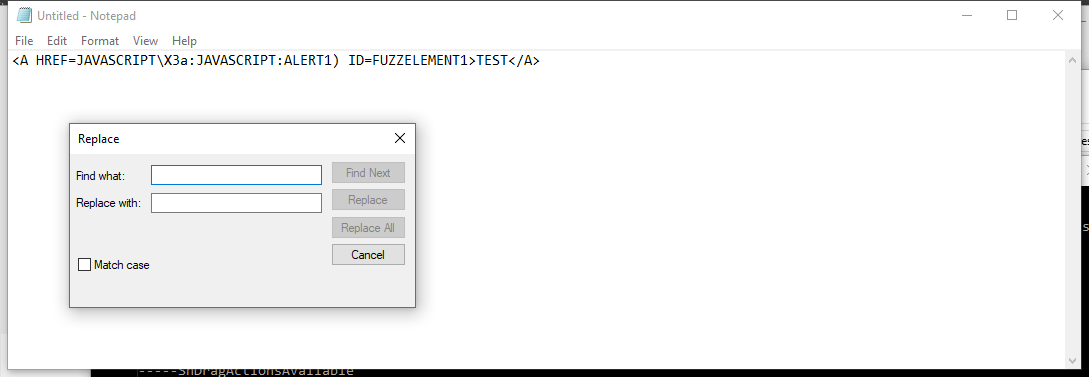 Untitled - Notepad
File Edit Format View Help
<A HREF=JAVASCRIPT\X3a:JAVASCRIPT:ALERT1) ID=FUZZELEMENT1>TEST</A>
Replace
Find what:
Find Next
Replace with:
Replace
Replace All
Cancel
Match case
-----ShDragActionsAvailable